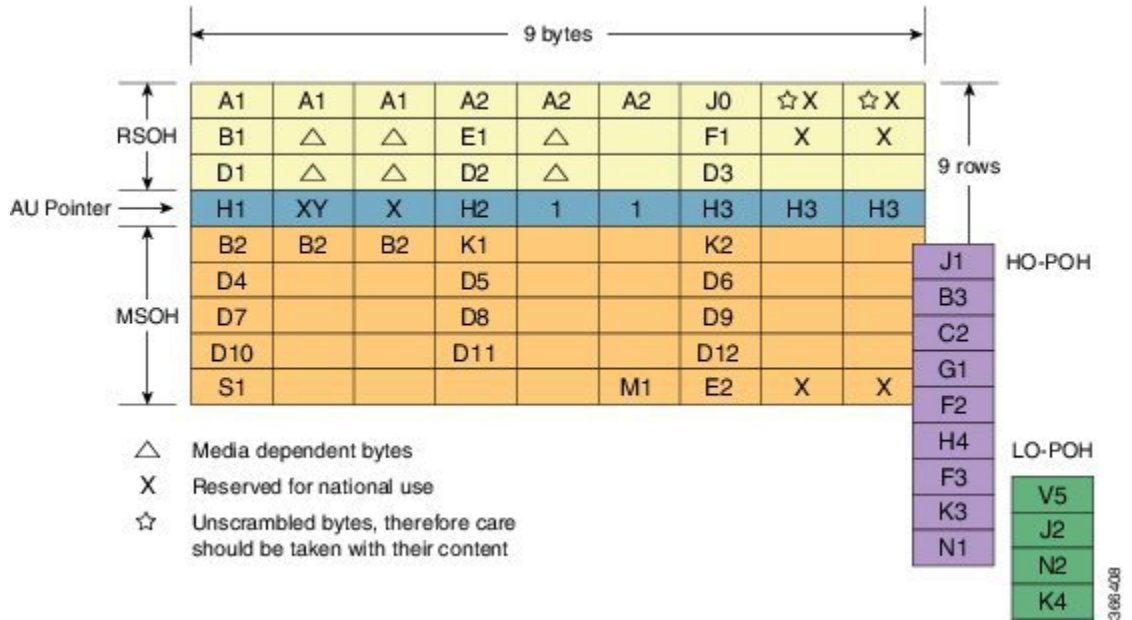 9 bytes
A1 A1 A1 A2 A2 A2 J0 ☆X ☆X
RSOH B1 △ △ E1 △ F1 X X
D1 △ △ D2 △ D3
9 rows
AU Pointer H1 XY X H2 1 1 H3 H3 H3
B2 B2 B2 K1 K2
D4 D5 D6
MSOH D7 D8 D9
D10 D11 D12
S1 M1 E2 X X
J1 HO-POH
B3
C2
G1
F2
H4
F3
K3
N1
△ Media dependent bytes
X Reserved for national use
☆ Unscrambled bytes, therefore care
should be taken with their content
LO-POH
V5
J2
N2
K4
366408